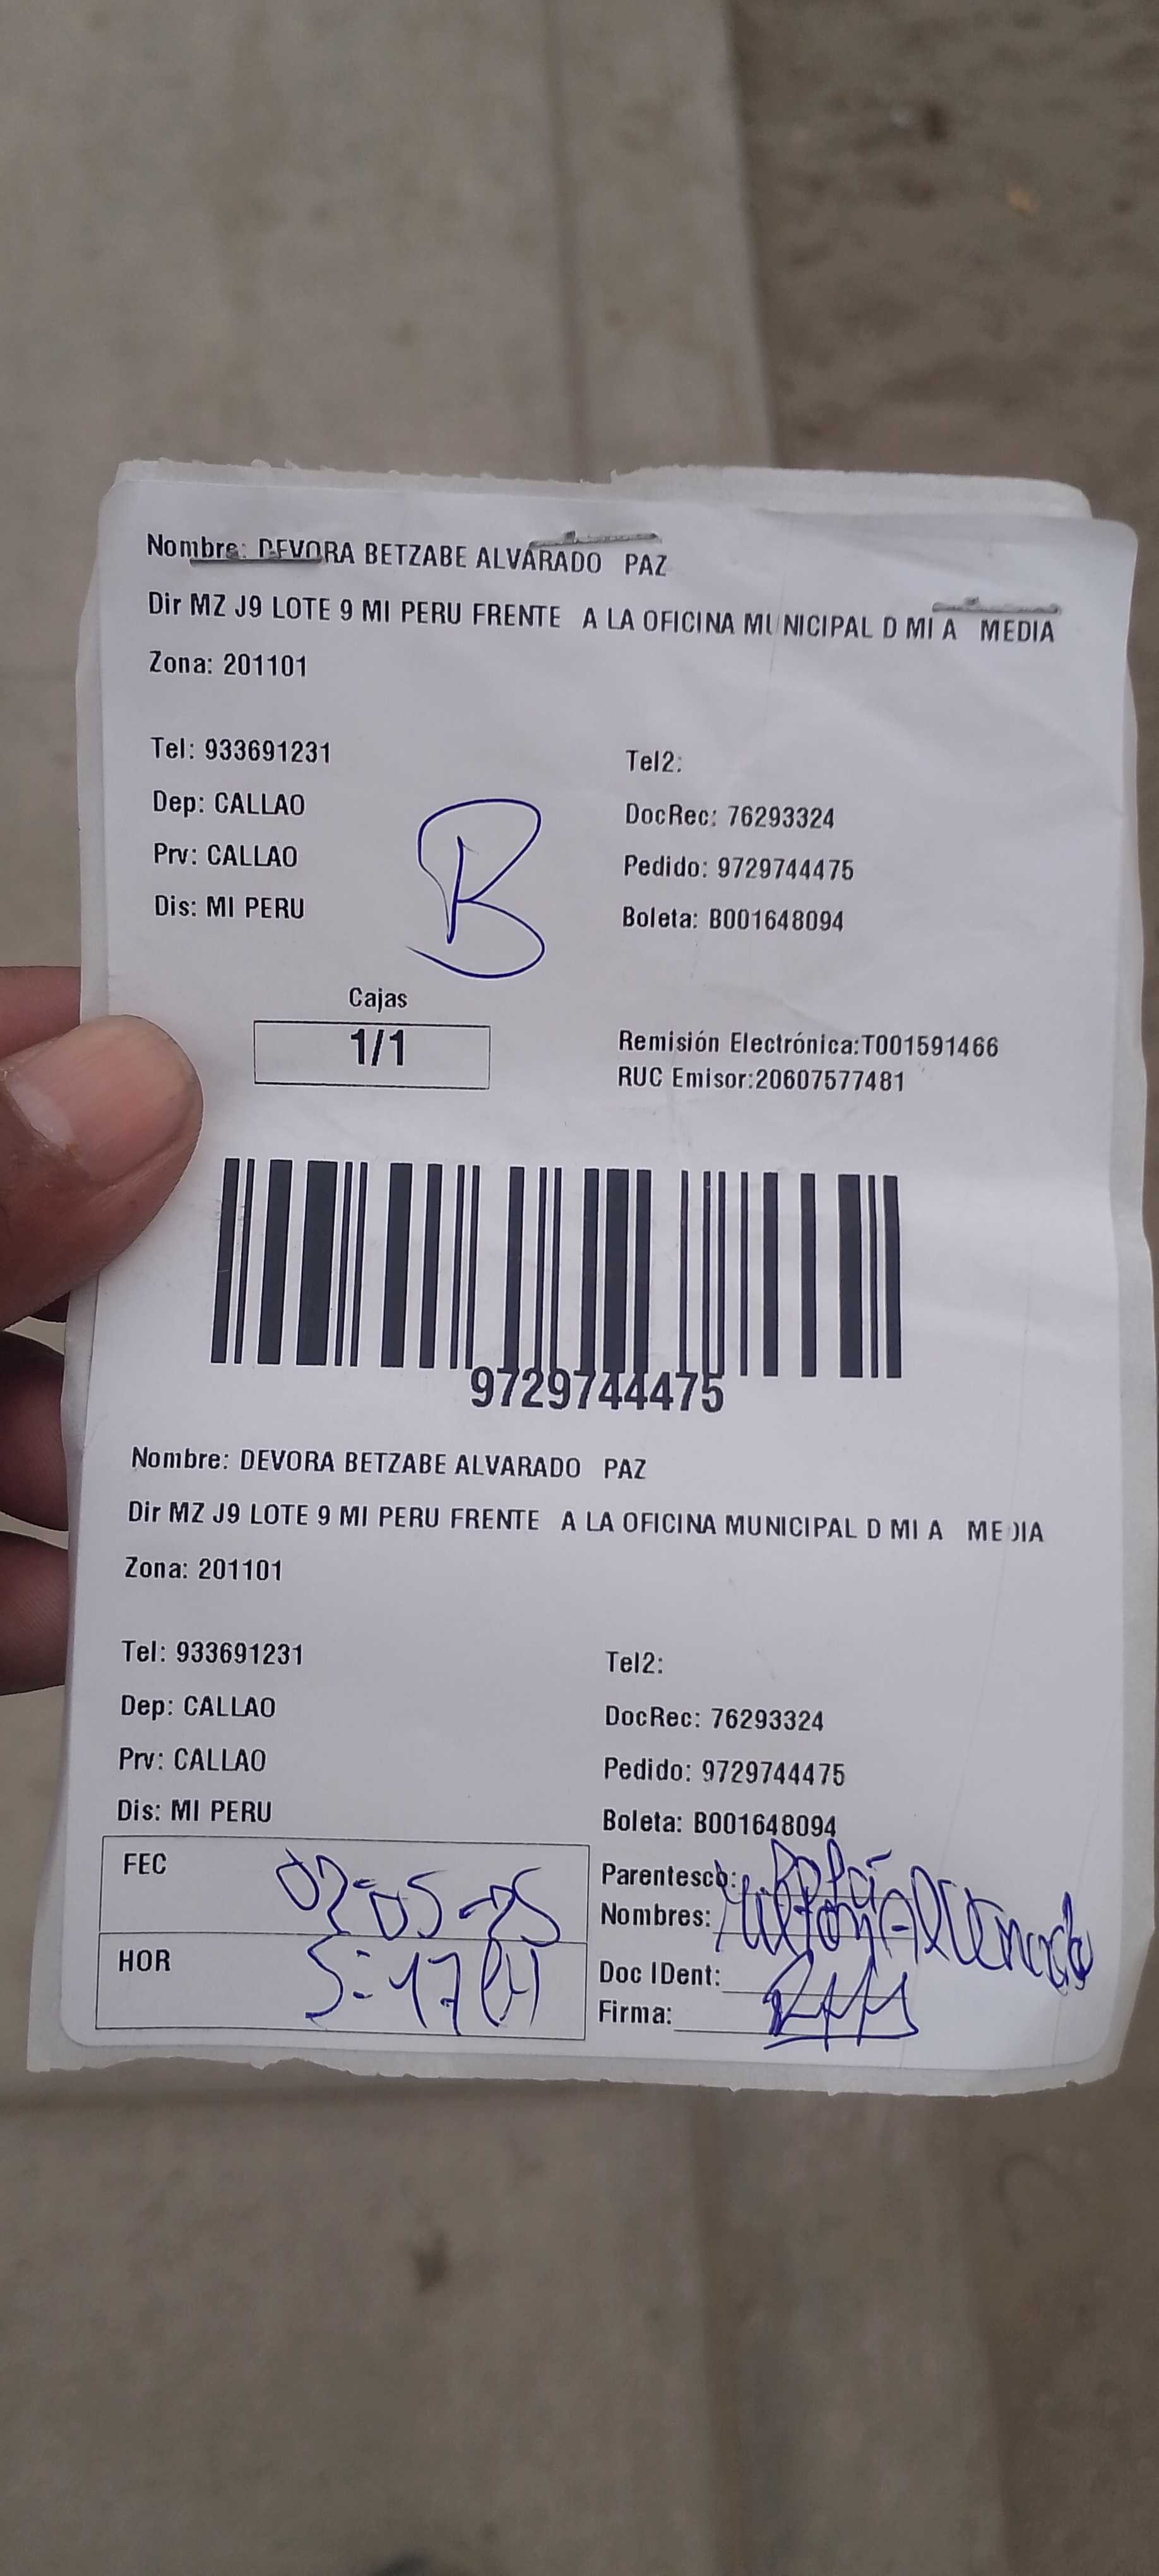 Nombre: DEVORA BETZABE ALVARADO PAZ
Dir MZ J9 LOTE 9 MI PERU FRENTE A LA OFICINA MUNICIPAL D MI A MEDIA
Zona: 201101
Tel: 933691231 Tel2:
Dep: CALLAO DocRec: 76293324
Prv: CALLAO Pedido: 9729744475
Dis: MI PERU Boleta: B001648094
B
Cajas
1/1
Remisión Electrónica:T001591466
RUC Emisor:20607577481
9729744475
Nombre: DEVORA BETZABE ALVARADO PAZ
Dir MZ J9 LOTE 9 MI PERU FRENTE A LA OFICINA MUNICIPAL D MI A MEDIA
Zona: 201101
Tel: 933691231 Tel2:
Dep: CALLAO DocRec: 76293324
Prv: CALLAO Pedido: 9729744475
Dis: MI PERU Boleta: B001648094
FEC 02-05-25
HOR
Parentesco:
Nombres:
Doc IDent:
Firma: